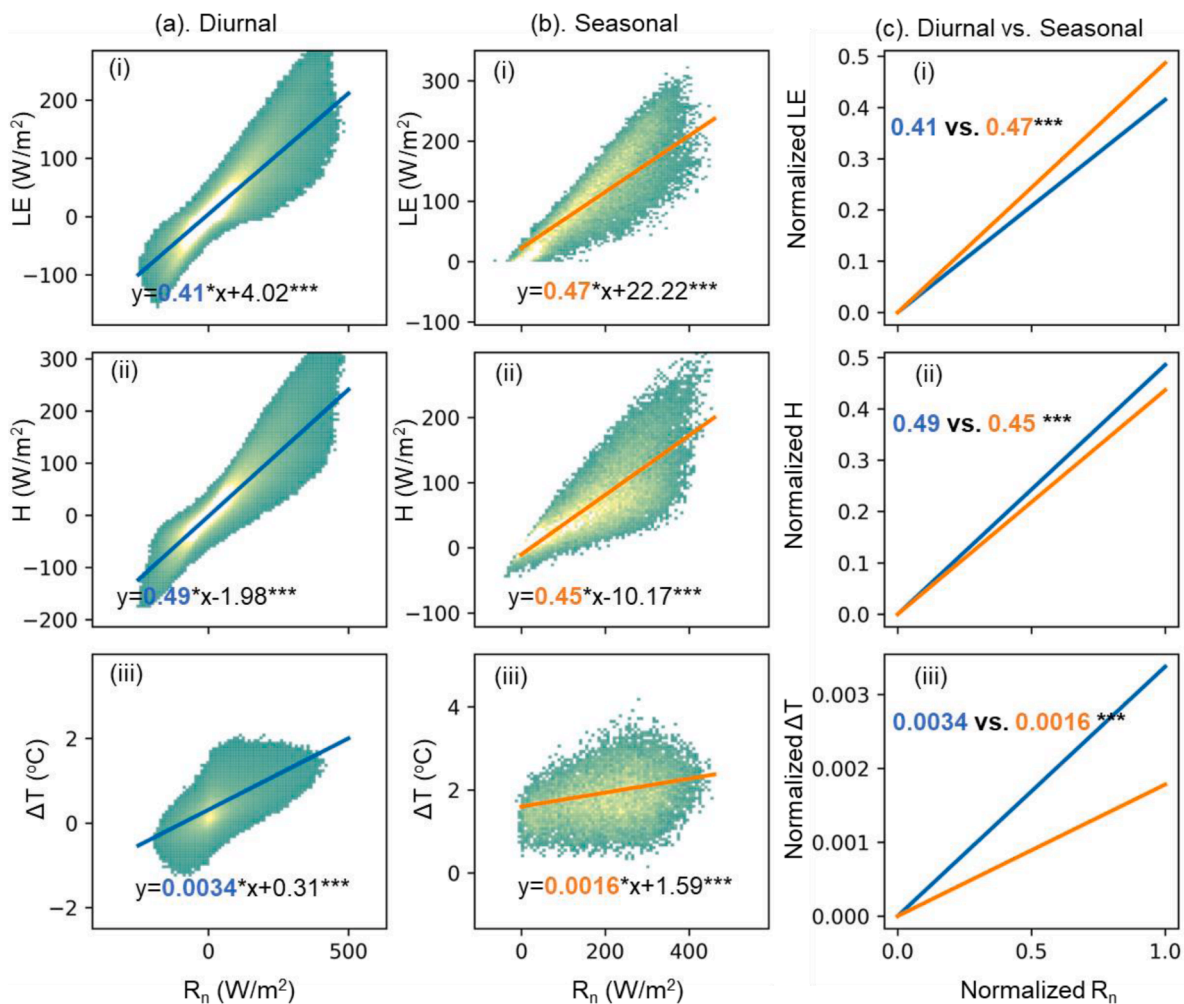 (a). Diurnal
(b). Seasonal
(c). Diurnal vs. Seasonal
(i)
LE (W/m²)
200
100
0
−100
y=0.41*x+4.02***
(i)
LE (W/m²)
300
200
100
0
−100
y=0.47*x+22.22***
(i)
Normalized LE
0.5
0.4
0.3
0.2
0.1
0.0
0.41 vs. 0.47***
(ii)
H (W/m²)
300
200
100
0
−100
−200
y=0.49*x-1.98***
(ii)
H (W/m²)
200
100
0
−100
y=0.45*x-10.17***
(ii)
Normalized H
0.5
0.4
0.3
0.2
0.1
0.0
0.49 vs. 0.45 ***
(iii)
ΔT (°C)
2
0
−2
y=0.0034*x+0.31***
0
500
Rₙ (W/m²)
(iii)
ΔT (°C)
4
2
0
y=0.0016*x+1.59***
0
200
400
Rₙ (W/m²)
(iii)
Normalized ΔT
0.003
0.002
0.001
0.000
0.0034 vs. 0.0016 ***
0.0
0.5
1.0
Normalized Rₙ